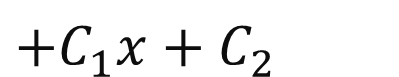 +C₁x + C₂